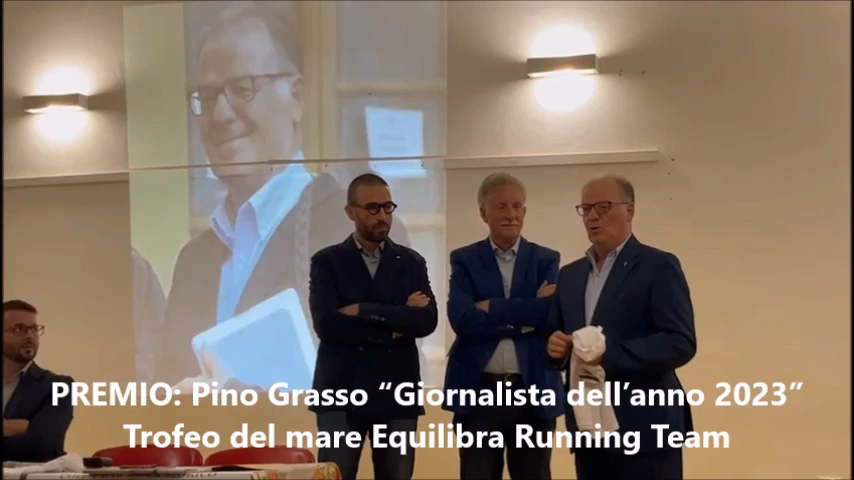 PREMIO: Pino Grasso “Giornalista dell’anno 2023”
Trofeo del mare Equilibra Running Team